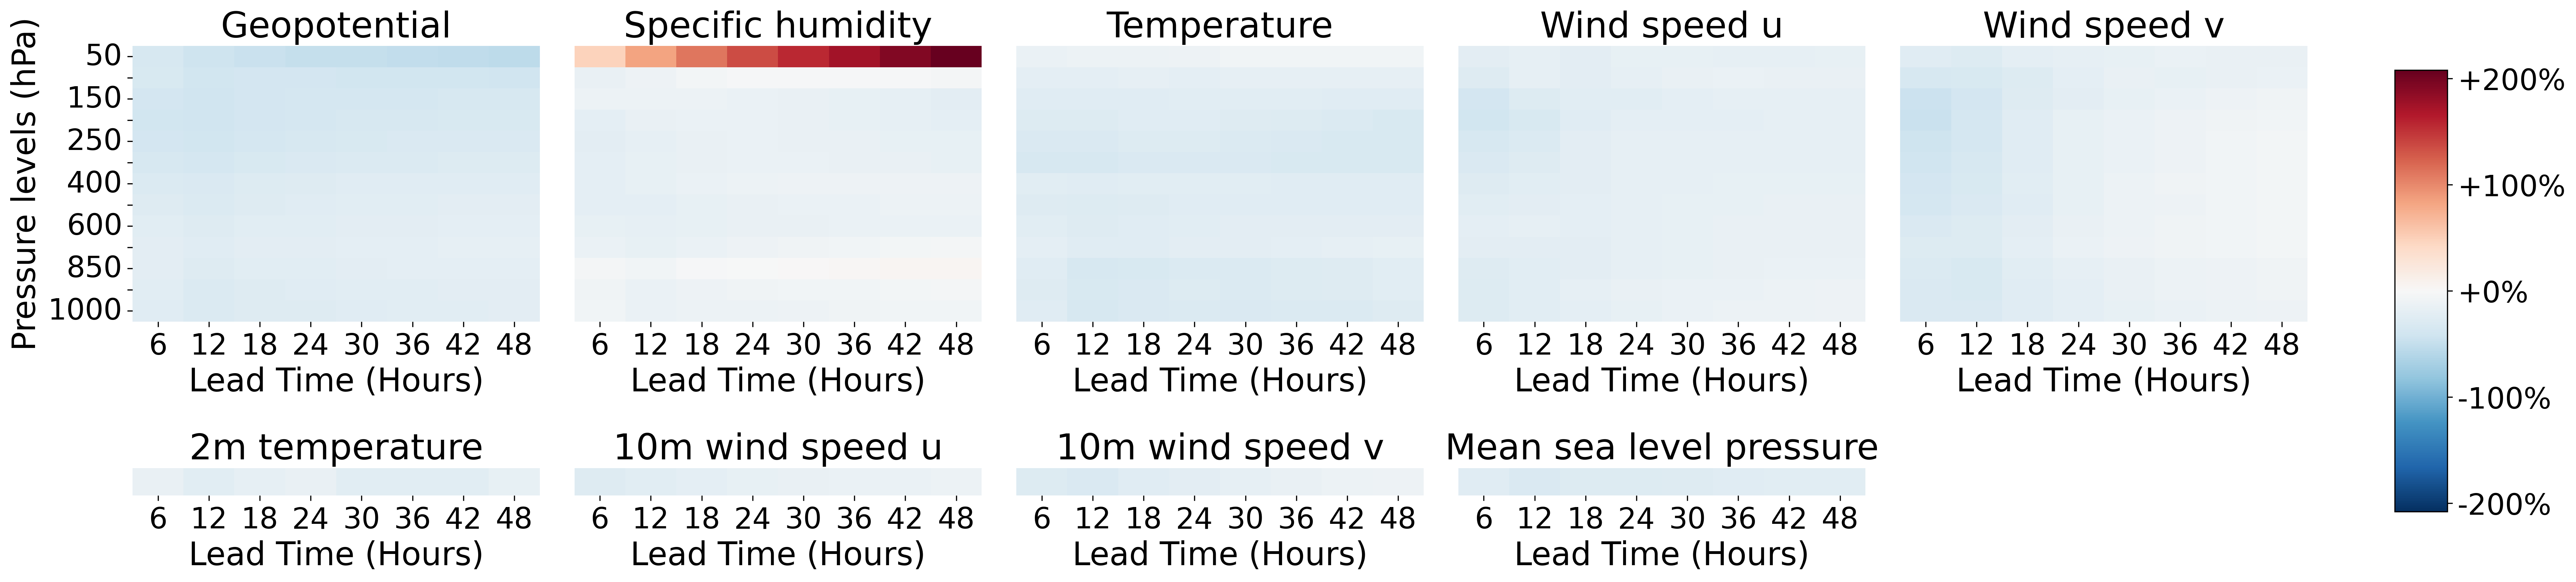 Geopotential
Specific humidity
Temperature
Wind speed u
Wind speed v
Pressure levels (hPa)
50
150
250
400
600
850
1000
6 12 18 24 30 36 42 48
6 12 18 24 30 36 42 48
6 12 18 24 30 36 42 48
6 12 18 24 30 36 42 48
6 12 18 24 30 36 42 48
Lead Time (Hours)
Lead Time (Hours)
Lead Time (Hours)
Lead Time (Hours)
Lead Time (Hours)
+200%
+100%
+0%
-100%
-200%
2m temperature
10m wind speed u
10m wind speed v
Mean sea level pressure
6 12 18 24 30 36 42 48
6 12 18 24 30 36 42 48
6 12 18 24 30 36 42 48
6 12 18 24 30 36 42 48
Lead Time (Hours)
Lead Time (Hours)
Lead Time (Hours)
Lead Time (Hours)